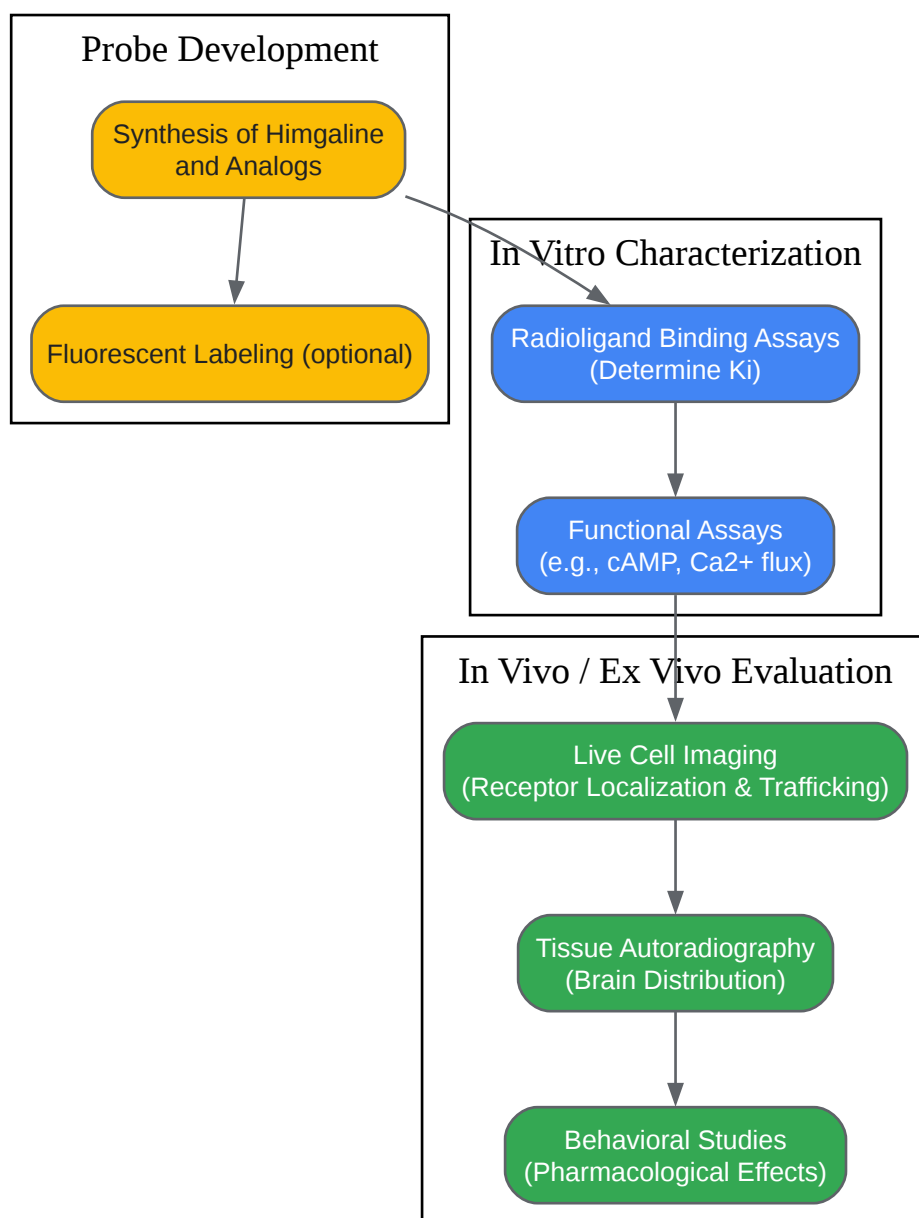 Probe Development
Synthesis of Himgaline
and Analogs
Fluorescent Labeling (optional)
In Vitro Characterization
Radioligand Binding Assays
(Determine Ki)
Functional Assays
(e.g., cAMP, Ca2+ flux)
In Vivo / Ex Vivo Evaluation
Live Cell Imaging
(Receptor Localization & Trafficking)
Tissue Autoradiography
(Brain Distribution)
Behavioral Studies
(Pharmacological Effects)